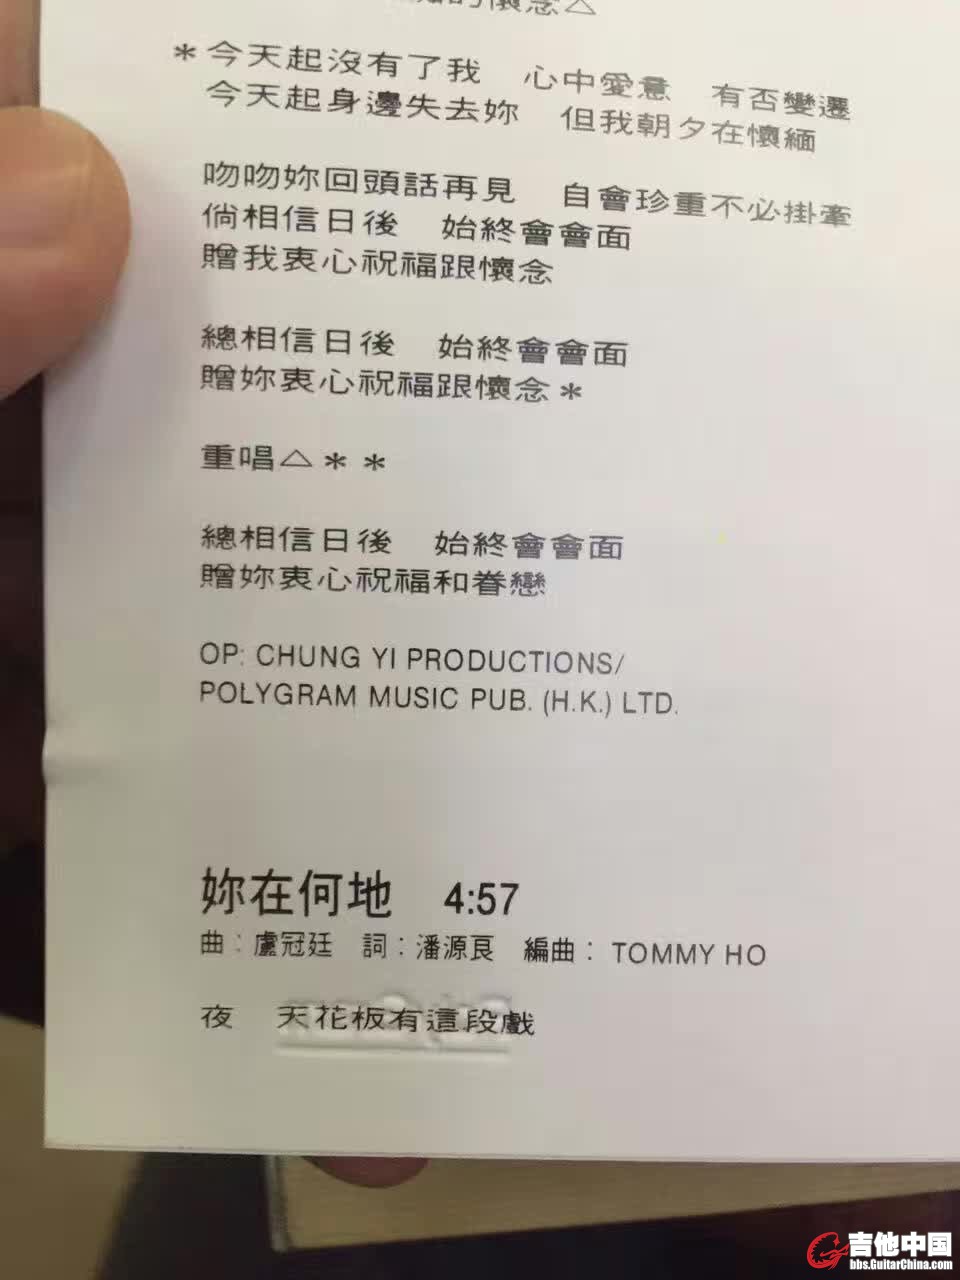 的懷念△
＊今天起沒有了我　心中愛意　有否變遷
今天起身邊失去妳　但我朝夕在懷緬
吻吻妳回頭話再見　自會珍重不必掛牽
倘相信日後　始終會會面
贈我衷心祝福跟懷念
總相信日後　始終會會面
贈妳衷心祝福跟懷念＊
重唱△＊＊
總相信日後　始終會會面
贈妳衷心祝福和眷戀
OP: CHUNG YI PRODUCTIONS/
POLYGRAM MUSIC PUB. (H.K.) LTD.
妳在何地　4:57
曲：盧冠廷　詞：潘源良　編曲：TOMMY HO
夜　天花板有這段戲
吉他中国
bbs.GuitarChina.com